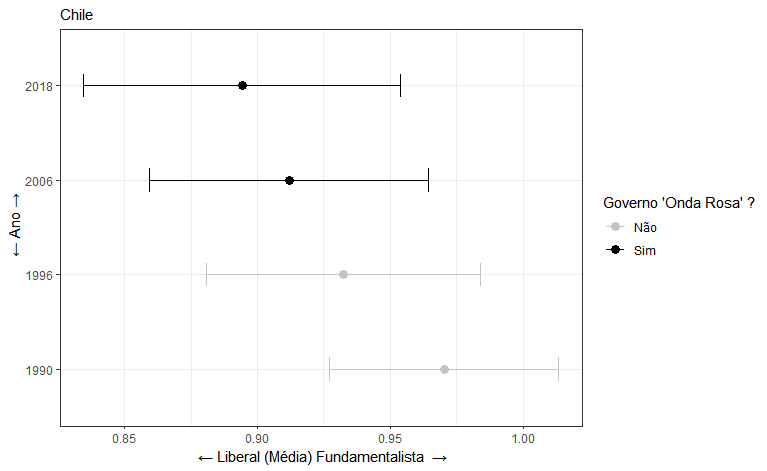 Chile
2018
2006
1996
1990
← Ano →
0.85 0.90 0.95 1.00
← Liberal (Média) Fundamentalista →
Governo 'Onda Rosa' ?
Não
Sim